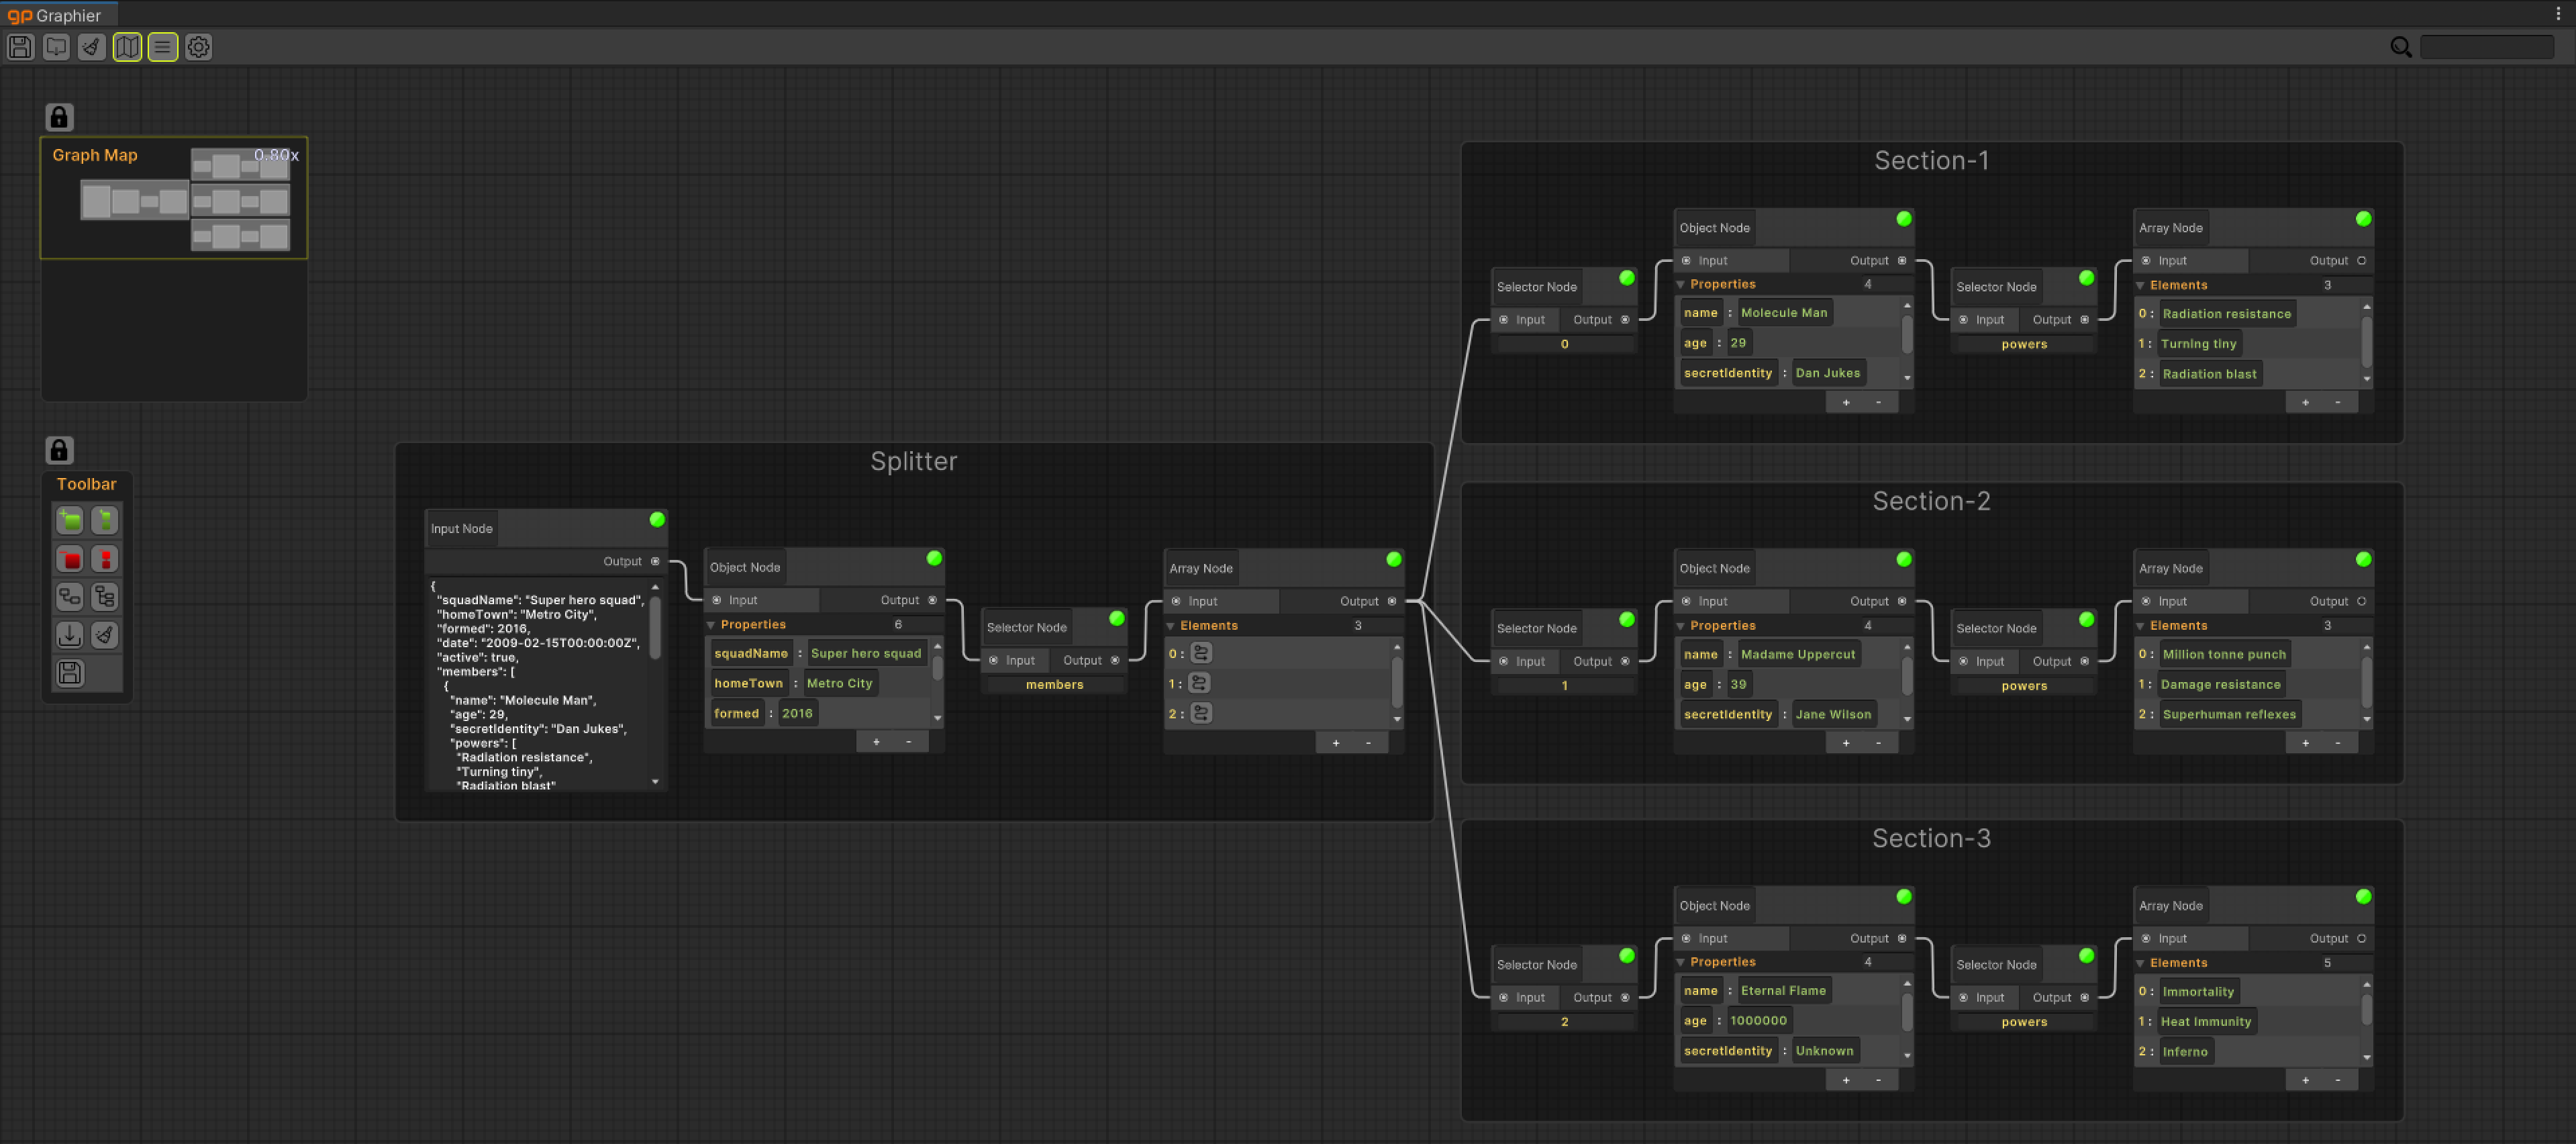 gp Graphier
Graph Map
0.80x
Toolbar
Splitter
Input Node
Output
{
"squadName": "Super hero squad",
"homeTown": "Metro City",
"formed": 2016,
"date": "2009-02-15T00:00:00Z",
"active": true,
"members": [
{
"name": "Molecule Man",
"age": 29,
"secretIdentity": "Dan Jukes",
"powers": [
"Radiation resistance",
"Turning tiny",
"Radiation blast"
Object Node
Input Output
Properties 6
squadName : Super hero squad
homeTown : Metro City
formed : 2016
+ -
Selector Node
Input Output
members
Array Node
Input Output
Elements 3
0 :
1 :
2 :
+ -
Section-1
Selector Node
Input Output
0
Object Node
Input Output
Properties 4
name : Molecule Man
age : 29
secretIdentity : Dan Jukes
+ -
Selector Node
Input Output
powers
Array Node
Input Output
Elements 3
0 : Radiation resistance
1 : Turning tiny
2 : Radiation blast
+ -
Section-2
Selector Node
Input Output
1
Object Node
Input Output
Properties 4
name : Madame Uppercut
age : 39
secretIdentity : Jane Wilson
+ -
Selector Node
Input Output
powers
Array Node
Input Output
Elements 3
0 : Million tonne punch
1 : Damage resistance
2 : Superhuman reflexes
+ -
Section-3
Selector Node
Input Output
2
Object Node
Input Output
Properties 4
name : Eternal Flame
age : 1000000
secretIdentity : Unknown
+ -
Selector Node
Input Output
powers
Array Node
Input Output
Elements 5
0 : Immortality
1 : Heat Immunity
2 : Inferno
+ -